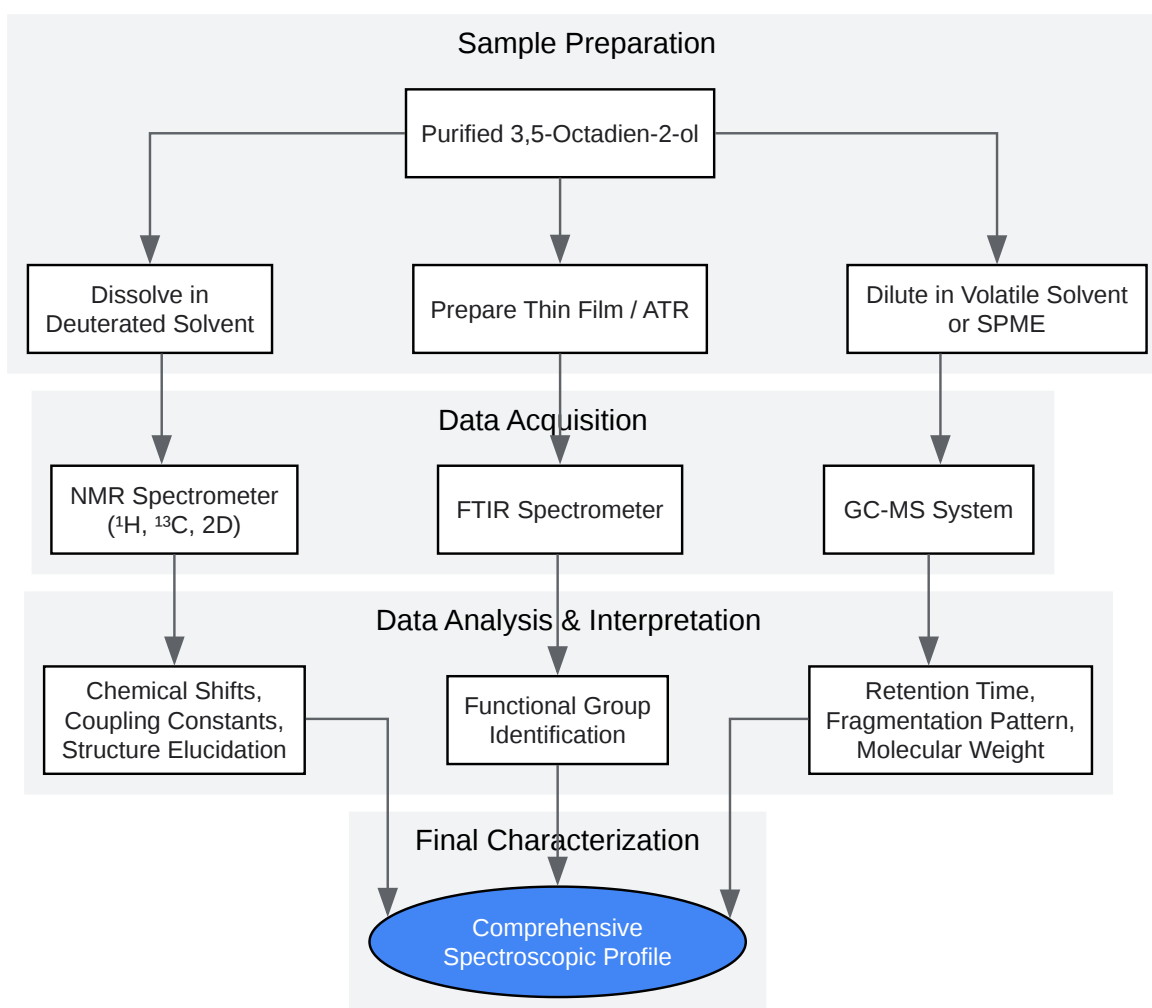 Sample Preparation
Purified 3,5-Octadien-2-ol
Dissolve in
Deuterated Solvent
Prepare Thin Film / ATR
Dilute in Volatile Solvent
or SPME
Data Acquisition
NMR Spectrometer
(¹H, ¹³C, 2D)
FTIR Spectrometer
GC-MS System
Data Analysis & Interpretation
Chemical Shifts,
Coupling Constants,
Structure Elucidation
Functional Group
Identification
Retention Time,
Fragmentation Pattern,
Molecular Weight
Final Characterization
Comprehensive
Spectroscopic Profile